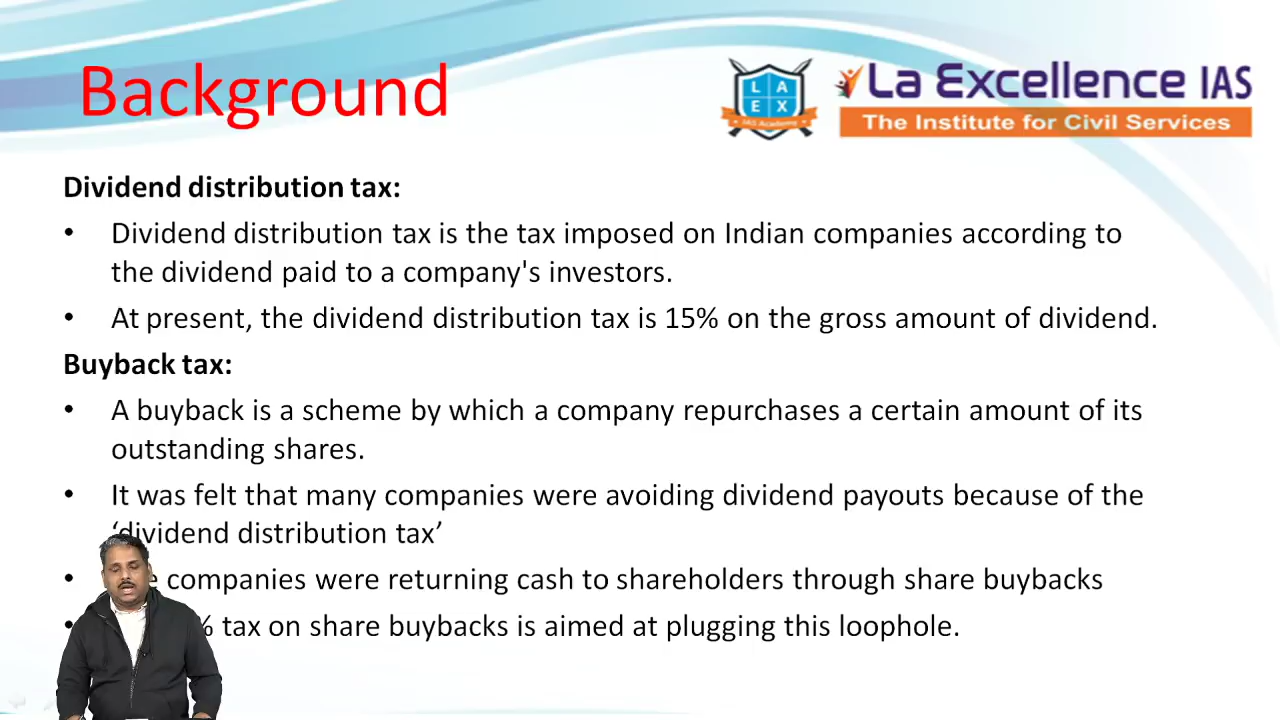 Background
L A
E X
IAS Academy
La Excellence IAS
The Institute for Civil Services
Dividend distribution tax:
• Dividend distribution tax is the tax imposed on Indian companies according to
the dividend paid to a company's investors.
• At present, the dividend distribution tax is 15% on the gross amount of dividend.
Buyback tax:
• A buyback is a scheme by which a company repurchases a certain amount of its
outstanding shares.
• It was felt that many companies were avoiding dividend payouts because of the
‘dividend distribution tax’
• companies were returning cash to shareholders through share buybacks
• % tax on share buybacks is aimed at plugging this loophole.